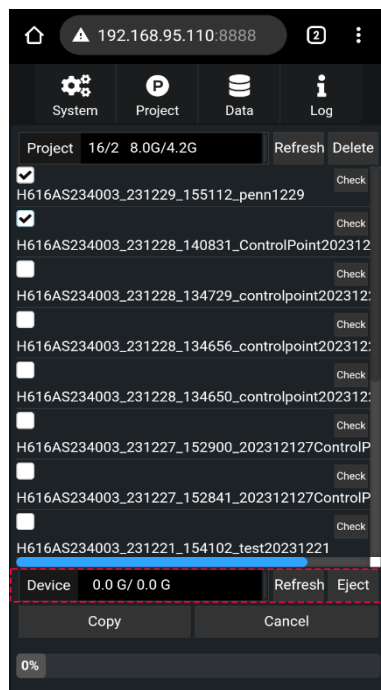 192.168.95.110:8888 2
System Project Data Log
Project 16/2 8.0G/4.2G Refresh Delete
Check
H616AS234003_231229_155112_penn1229
Check
H616AS234003_231228_140831_ControlPoint202312
Check
H616AS234003_231228_134729_controlpoint202312
Check
H616AS234003_231228_134656_controlpoint202312
Check
H616AS234003_231228_134650_controlpoint202312
Check
H616AS234003_231227_152900_202312127ControlP
Check
H616AS234003_231227_152841_202312127ControlP
Check
H616AS234003_231221_154102_test20231221
Device 0.0 G/ 0.0 G Refresh Eject
Copy Cancel
0%